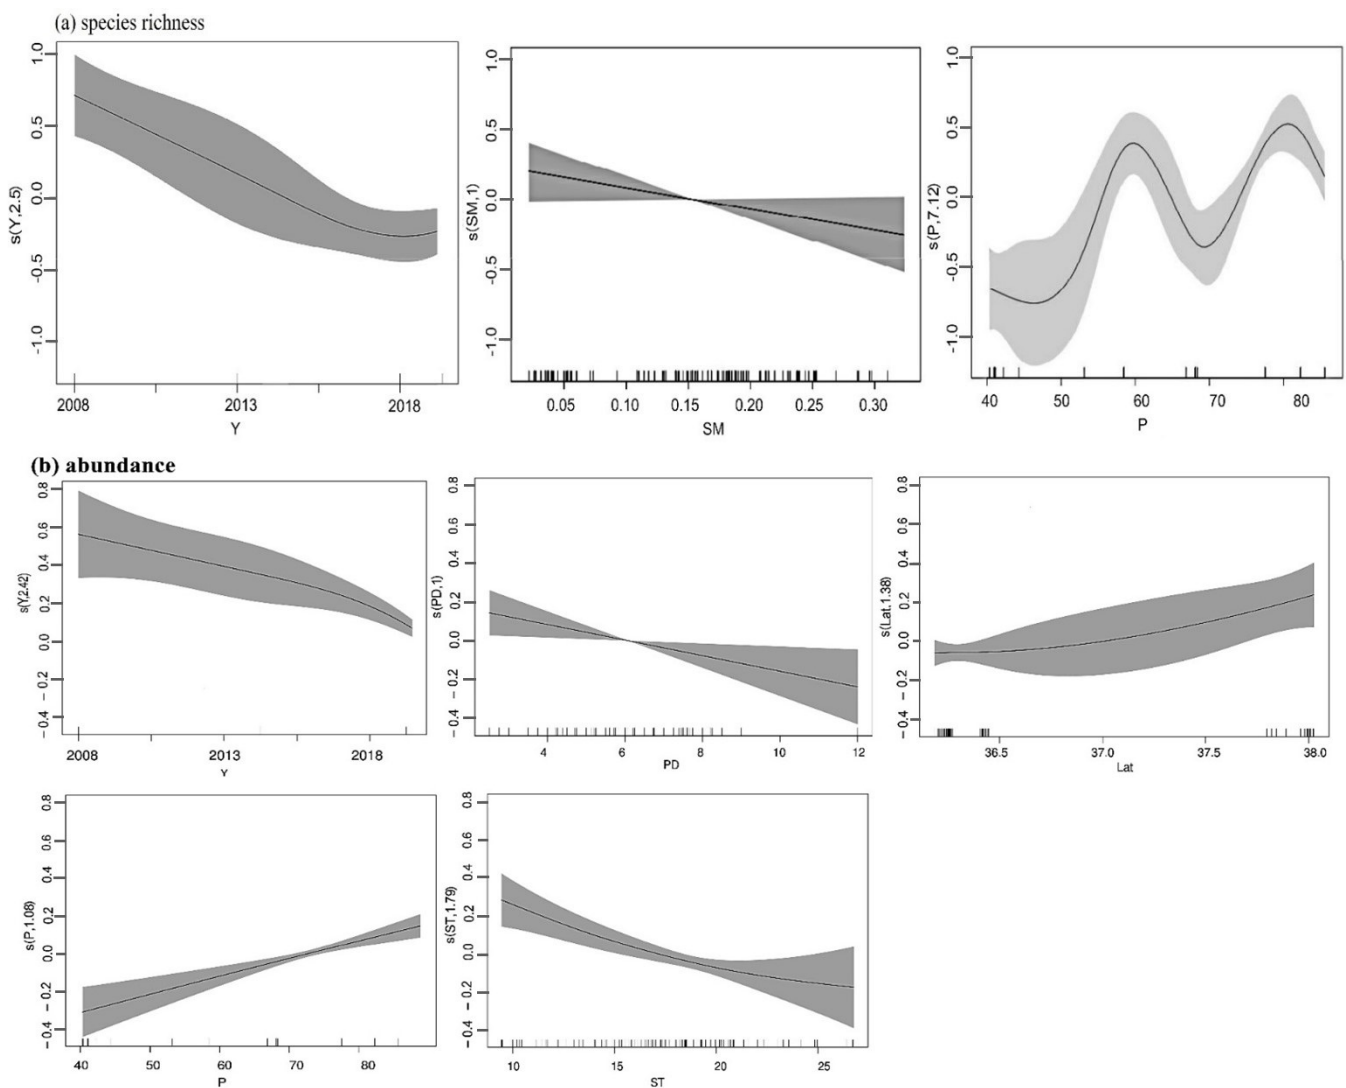 (a) species richness
s(Y,2.5)
1.0
0.5
0.0
-0.5
-1.0
2008 2013 2018
Y
s(SM,1)
1.0
0.5
0.0
-0.5
-1.0
0.05 0.10 0.15 0.20 0.25 0.30
SM
s(P,7.12)
1.0
0.5
0.0
-0.5
-1.0
40 50 60 70 80
P
(b) abundance
s(Y,2.42)
0.8
0.6
0.4
0.2
0.0
-0.2
-0.4
2008 2013 2018
Y
s(PD,1)
0.8
0.6
0.4
0.2
0.0
-0.2
-0.4
4 6 8 10 12
PD
s(Lat,1.38)
0.8
0.6
0.4
0.2
-0.0
-0.2
-0.4
36.5 37.0 37.5 38.0
Lat
s(P,1.08)
0.8
0.6
0.4
0.2
0.0
-0.2
-0.4
40 50 60 70 80
P
s(ST,1.79)
0.8
0.6
0.4
0.2
0.0
-0.2
-0.4
10 15 20 25
ST